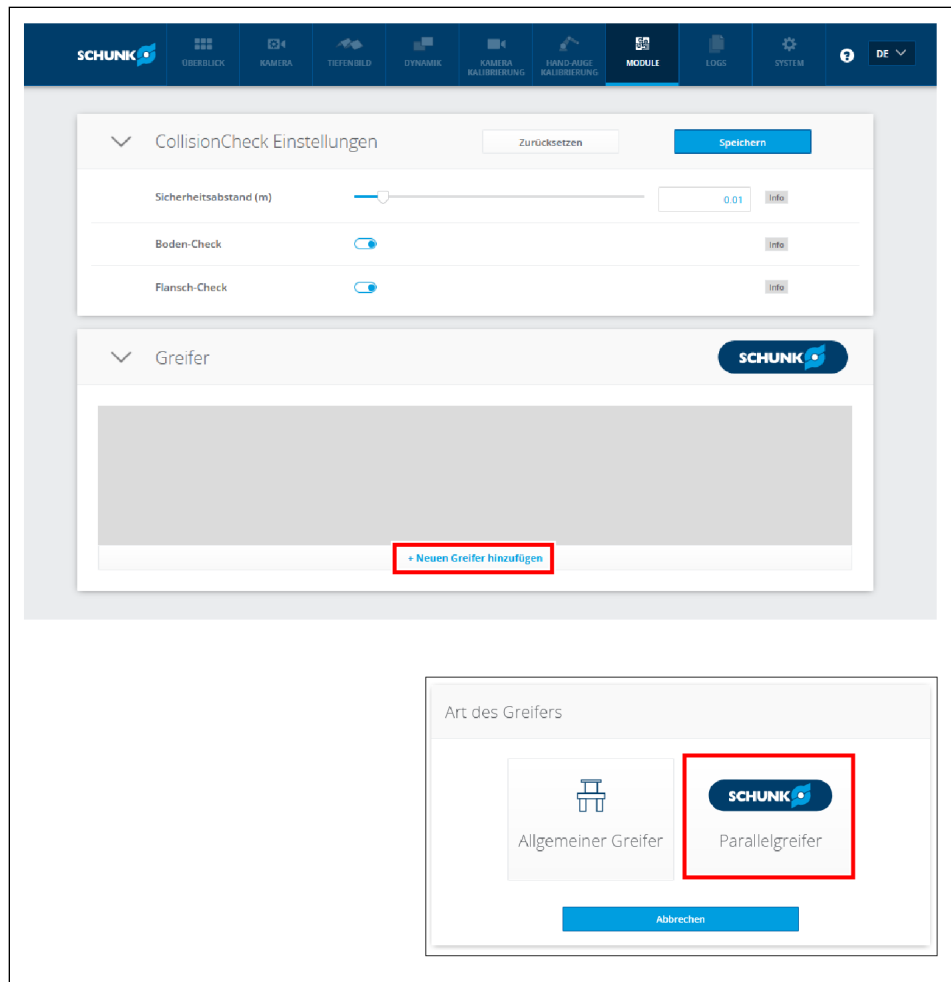 SCHUNK
ÜBERBLICK
KAMERA
TIEFENBILD
DYNAMIK
KAMERA
KALIBRIERUNG
HAND-AUGE
KALIBRIERUNG
MODULE
LOGS
SYSTEM
?
DE
CollisionCheck Einstellungen
Zurücksetzen
Speichern
Sicherheitsabstand (m)
0.01
Info
Boden-Check
Info
Flansch-Check
Info
Greifer
SCHUNK
+ Neuen Greifer hinzufügen
Art des Greifers
Allgemeiner Greifer
SCHUNK
Parallelgreifer
Abbrechen